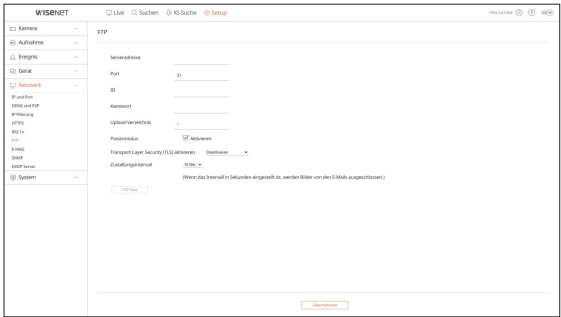 WISENET
Live Suchen KI-Suche Setup
Kamera
Aufnahme
Ereignis
Gerät
Netzwerk
IP und Port
DDNS und P2P
IP-Filterung
HTTPS
802.1x
FTP
E-MAIL
SNMP
DHCP-Server
System
FTP
Serveradresse
Port 21
ID
Kennwort
Upload-Verzeichnis /
Passivmodus Aktivieren
Transport Layer Security (TLS) aktivieren Deaktivieren
Zustellungsintervall 10 Min.
(Wenn das Intervall in Sekunden eingestellt ist, werden Bilder von den E-Mails ausgeschlossen.)
FTP-Test
Übernehmen